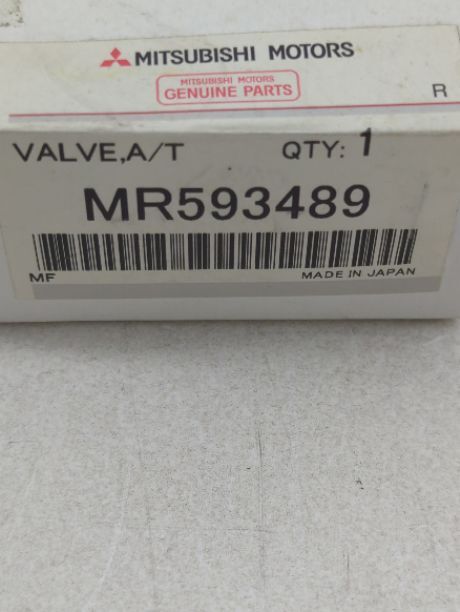 MITSUBISHI MOTORS
MITSUBISHI MOTORS
GENUINE PARTS
R
VALVE,A/T QTY: 1
MR593489
MF MADE IN JAPAN